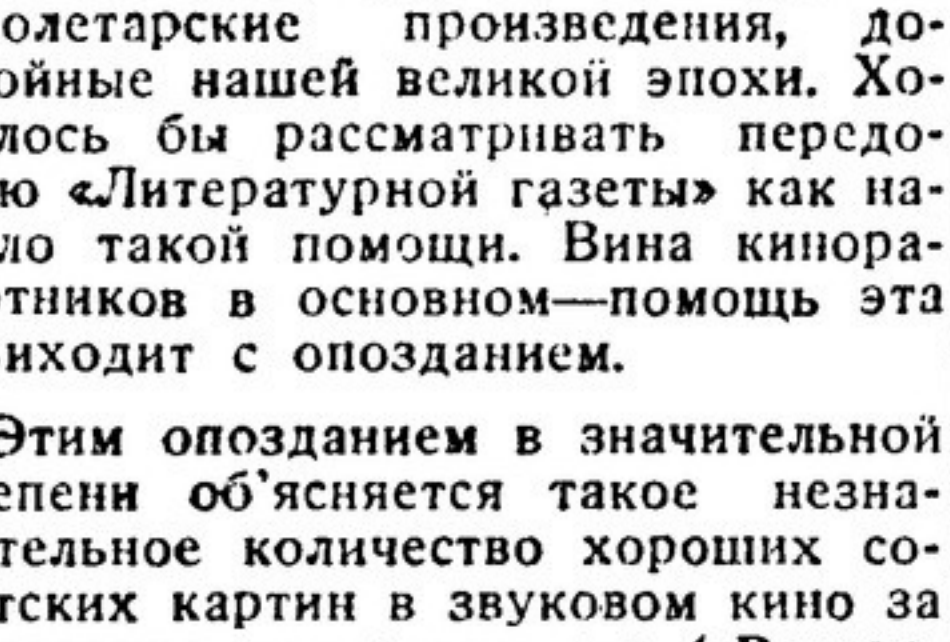 олетарские произведения, до-
ойные нашей великой эпохи. Хо-
лось бы рассматривать передо-
ю «Литературной газеты» как на-
ло такой помощи. Вина кинора-
тников в основном—помощь эта
иходит с опозданием.
Этим опозданием в значительной
епени об’ясняется такое незна-
тельное количество хороших со-
тских картин в звуковом кино за